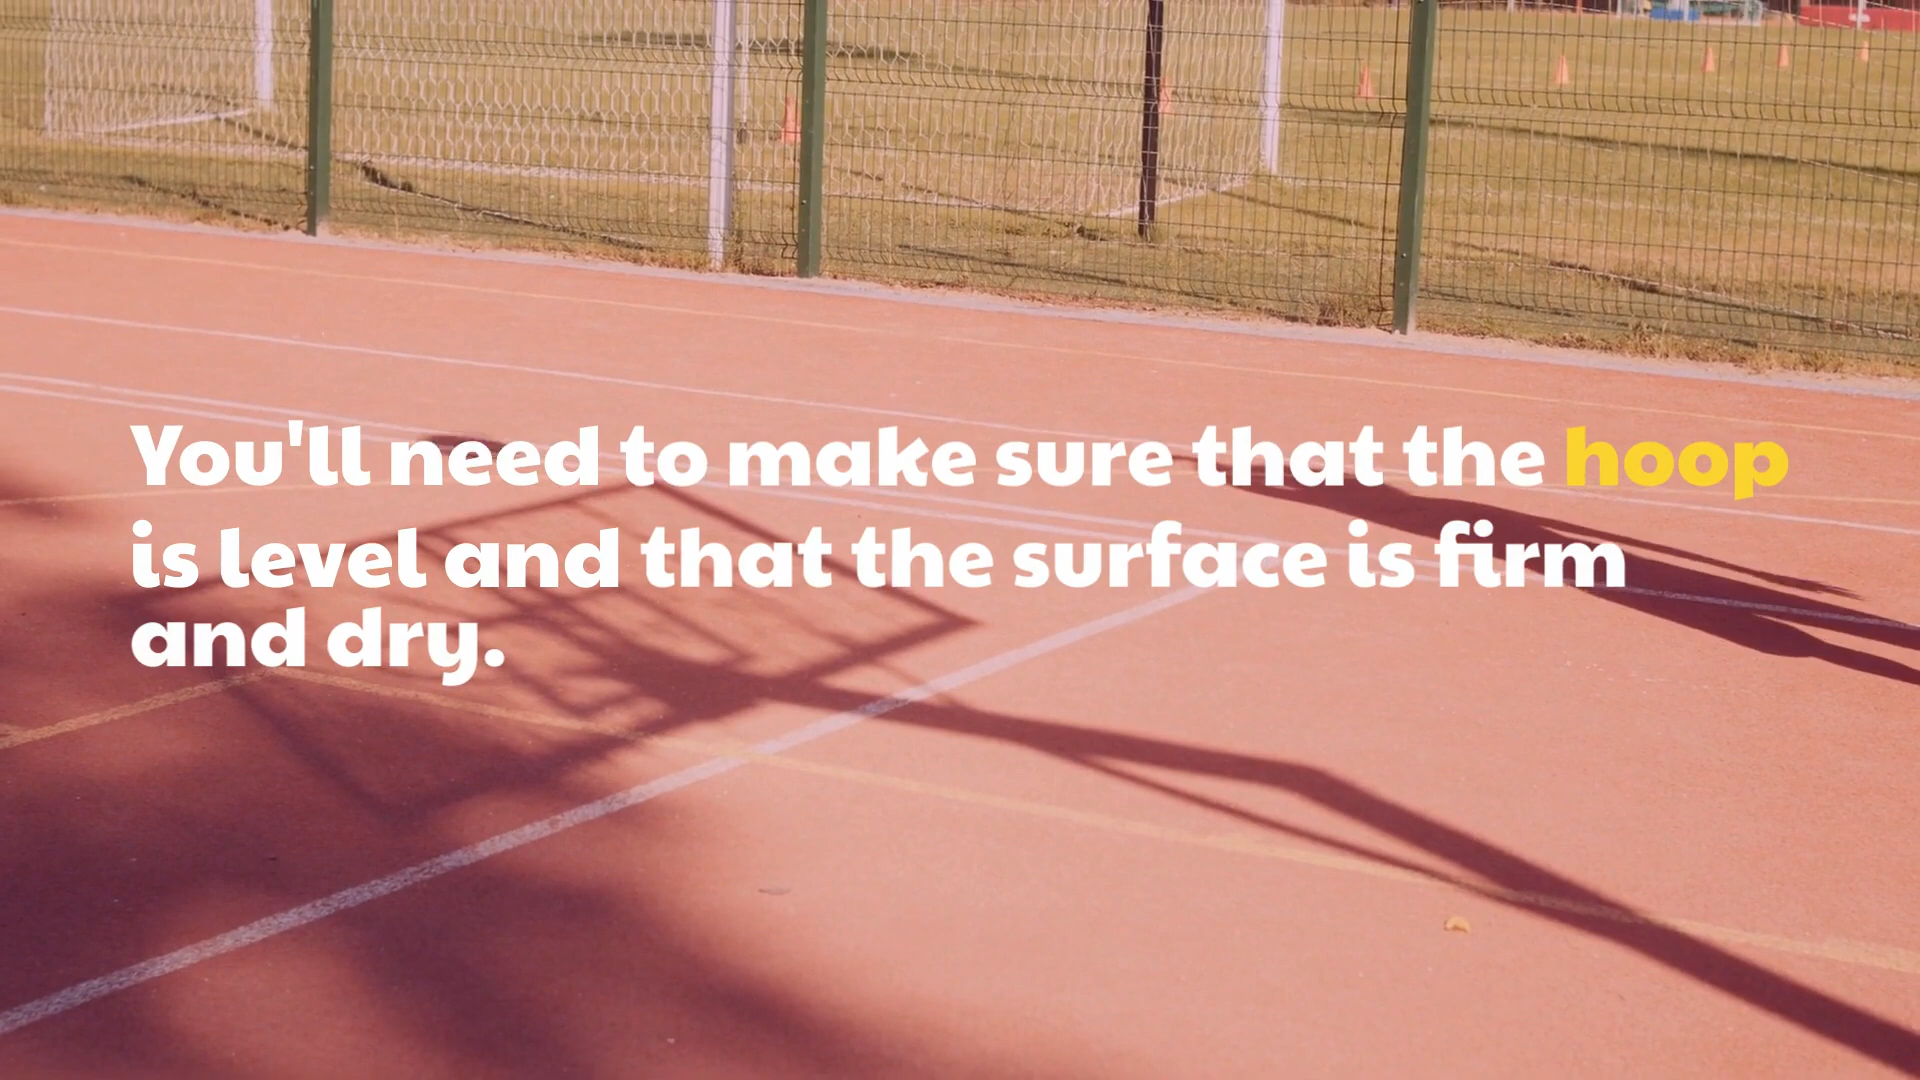 You'll need to make sure that the hoop
is level and that the surface is firm
and dry.